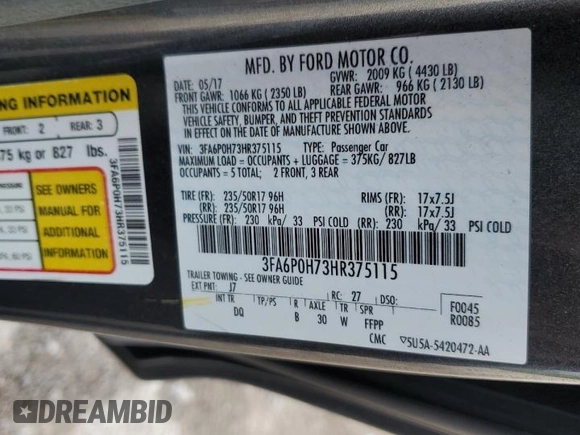 MFD. BY FORD MOTOR CO.
DATE: 05/17
GVWR: 2009 KG (4430 LB)
FRONT GAWR: 1066 KG (2350 LB)
REAR GAWR: 966 KG (2130 LB)
THIS VEHICLE CONFORMS TO ALL APPLICABLE FEDERAL MOTOR
VEHICLE SAFETY, BUMPER, AND THEFT PREVENTION STANDARDS
IN EFFECT ON THE DATE OF MANUFACTURE SHOWN ABOVE.
VIN: 3FA6P0H73HR375115 TYPE: Passenger Car
MAXIMUM LOAD = OCCUPANTS + LUGGAGE = 375KG/ 827LB
OCCUPANTS = 5 TOTAL: 2 FRONT, 3 REAR
TIRE (FR): 235/50R17 96H RIMS (FR): 17x7.5J
(RR): 235/50R17 96H (RR): 17x7.5J
PRESSURE (FR): 230 kPa/ 33 PSI COLD (RR): 230 kPa/ 33 PSI COLD
3FA6P0H73HR375115
TRAILER TOWING - SEE OWNER GUIDE
EXT PNT: J7 RC: 27 DSO:
F0045
R0085
INT TR TP/PS R AXLE TR SPR
DQ B 30 W FFPP
CMC ▽5U5A-5420472-AA
NG INFORMATION
FRONT: 2 REAR: 3
75 kg or 827 lbs.
SEE OWNERS
MANUAL FOR
ADDITIONAL
INFORMATION
33 PSI
33 PSI
60 PSI
3FA6P0H73HR375115
DREAMBID